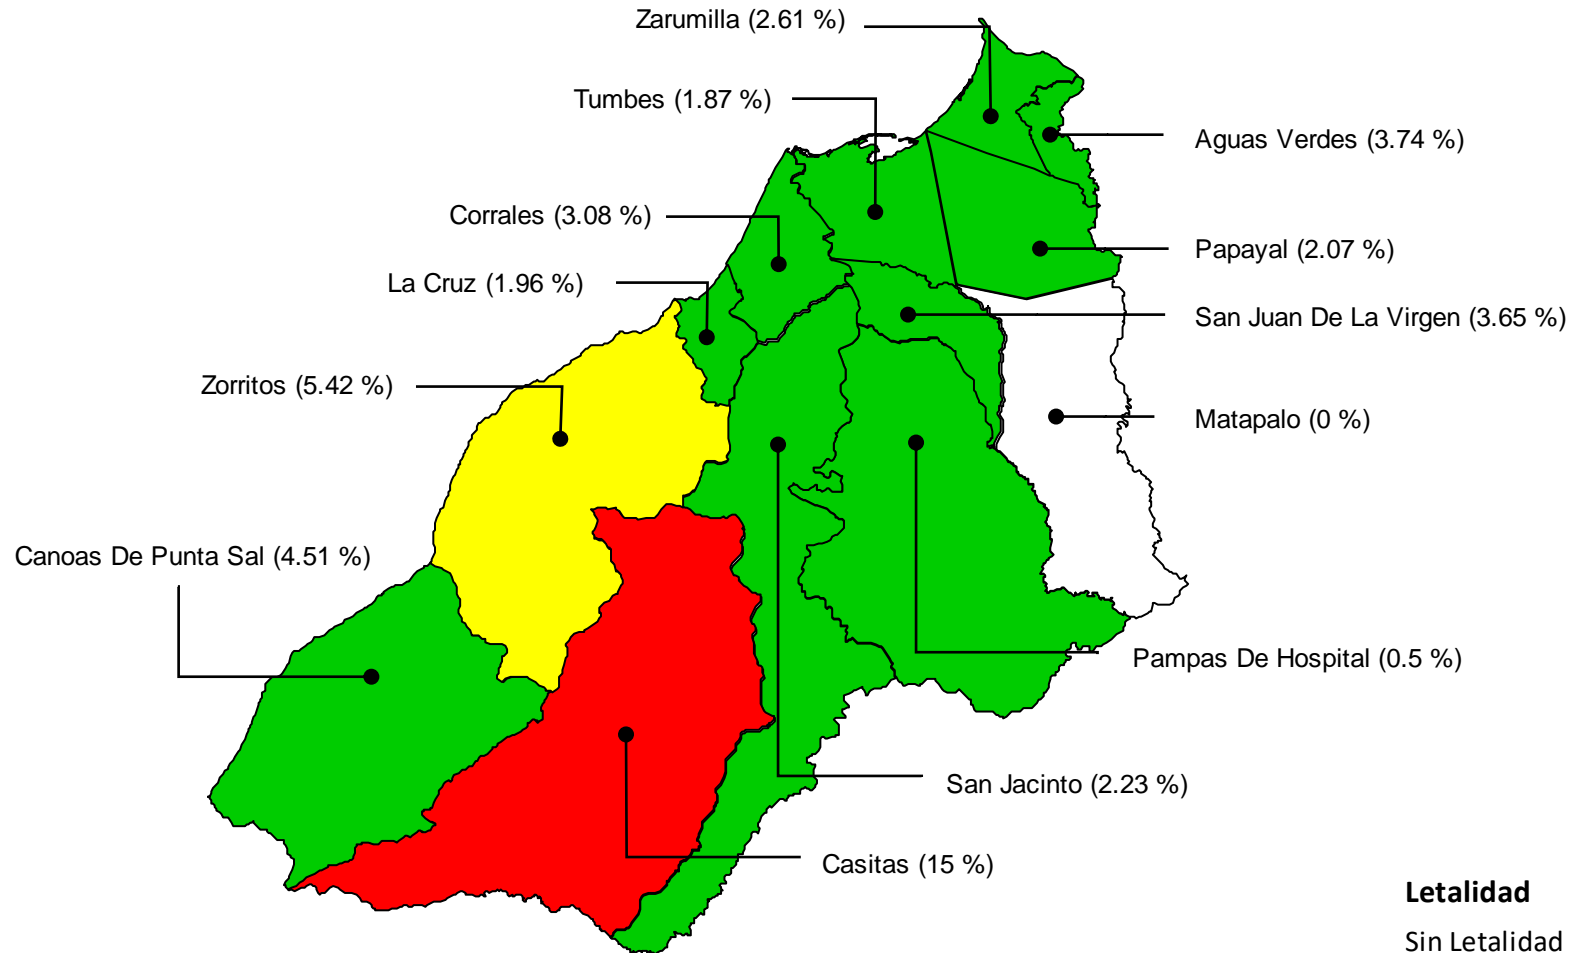 Zarumilla (2.61 %)
Tumbes (1.87 %)
Aguas Verdes (3.74 %)
Corrales (3.08 %)
Papayal (2.07 %)
La Cruz (1.96 %)
San Juan De La Virgen (3.65 %)
Zorritos (5.42 %)
Matapalo (0 %)
Canoas De Punta Sal (4.51 %)
Pampas De Hospital (0.5 %)
San Jacinto (2.23 %)
Casitas (15 %)
Letalidad
Sin Letalidad